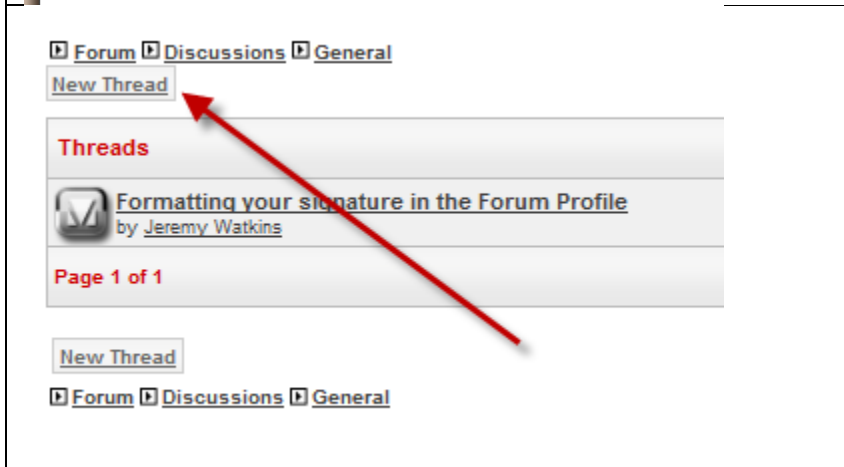 Forum Discussions General
New Thread
Threads
Formatting your signature in the Forum Profile
by Jeremy Watkins
Page 1 of 1
New Thread
Forum Discussions General